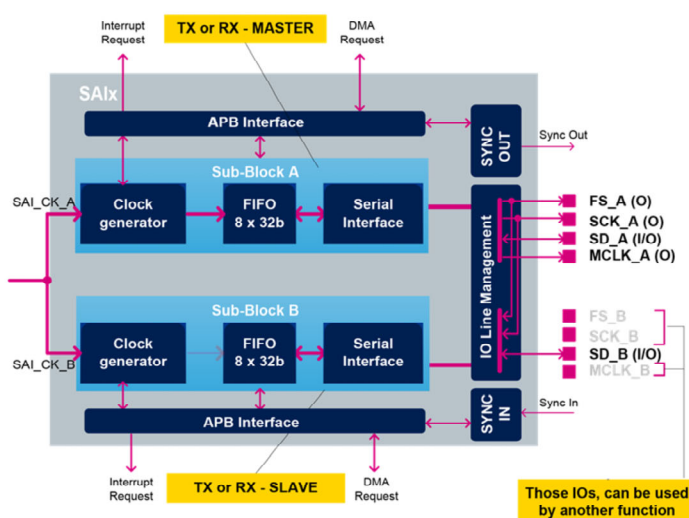 Interrupt
Request
TX or RX - MASTER
DMA
Request
SAIx
APB Interface
SYNC
OUT
Sync Out
Sub-Block A
SAI_CK_A
Clock
generator
FIFO
8 x 32b
Serial
Interface
IO Line Management
FS_A (O)
SCK_A (O)
SD_A (I/O)
MCLK_A (O)
Sub-Block B
SAI_CK_B
Clock
generator
FIFO
8 x 32b
Serial
Interface
FS_B
SCK_B
SD_B (I/O)
MCLK_B
APB Interface
SYNC
IN
Sync In
Interrupt
Request
TX or RX - SLAVE
DMA
Request
Those IOs, can be used
by another function